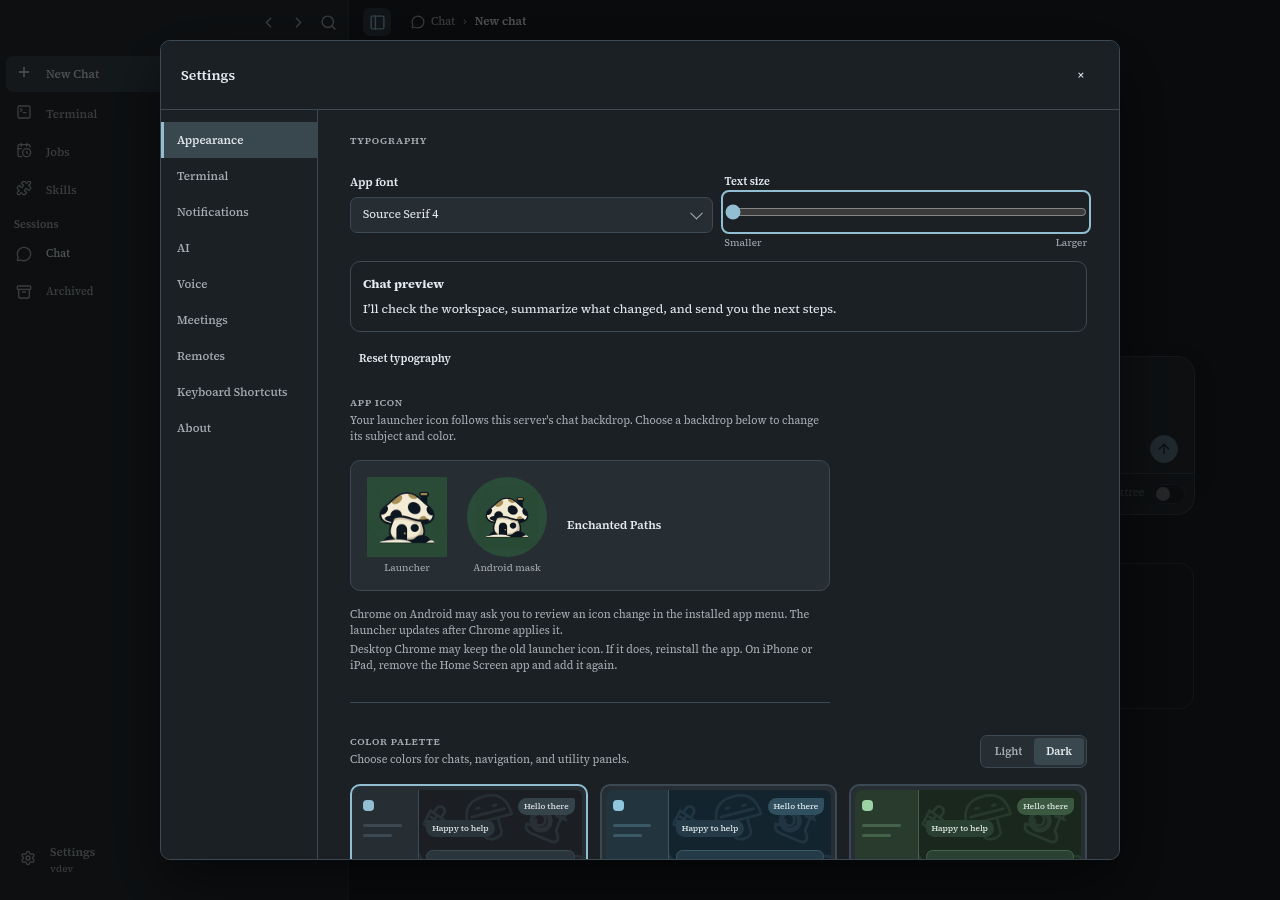 Chat › New chat
Settings
×
New Chat
Terminal
Jobs
Skills
Sessions
Chat
Archived
Settings
vdev
Appearance
Terminal
Notifications
AI
Voice
Meetings
Remotes
Keyboard Shortcuts
About
TYPOGRAPHY
App font
Text size
Source Serif 4
Smaller
Larger
Chat preview
I'll check the workspace, summarize what changed, and send you the next steps.
Reset typography
APP ICON
Your launcher icon follows this server's chat backdrop. Choose a backdrop below to change
its subject and color.
Launcher
Android mask
Enchanted Paths
Chrome on Android may ask you to review an icon change in the installed app menu. The
launcher updates after Chrome applies it.
Desktop Chrome may keep the old launcher icon. If it does, reinstall the app. On iPhone or
iPad, remove the Home Screen app and add it again.
COLOR PALETTE
Choose colors for chats, navigation, and utility panels.
Light
Dark
Hello there
Happy to help
Hello there
Happy to help
Hello there
Happy to help